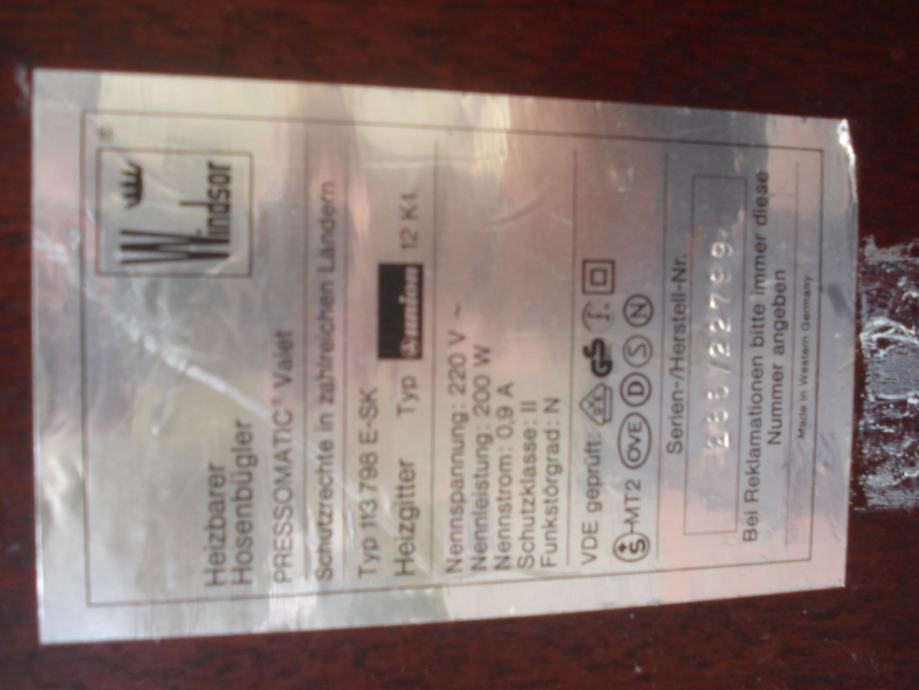 Windsor ®
Heizbarer
Hosenbügler
PRESSOMATIC® Valet
Schutzrechte in zahlreichen Ländern
Typ 113 798 E-SK
Heizgitter Typ 12 K1
Nennspannung: 220 V ~
Nennleistung: 200 W
Nennstrom: 0,9 A
Schutzklasse: II
Funkstörgrad: N
VDE geprüft: GS
S-MT2 OVE D S N
Serien-/Herstell-Nr.
Bei Reklamationen bitte immer diese
Nummer angeben
Made in Western Germany